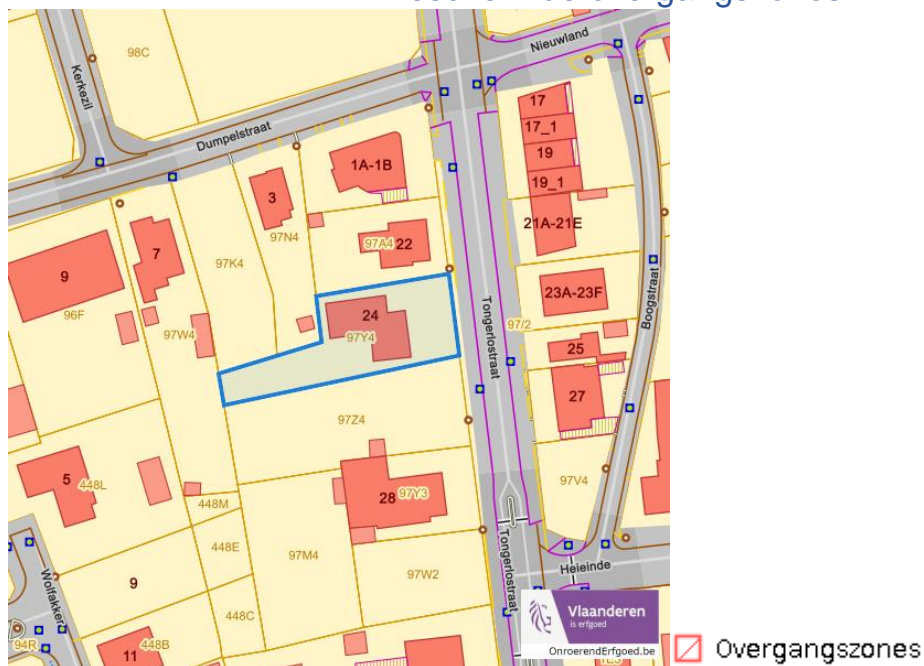 98C
Nieuwland
Kerkezil
Dumpelstraat
17
17_1
19
19_1
1A-1B
3
97N4
97A4 22
21A-21E
7
97K4
9
96F
97W4
24
97Y4
Tongerlostraat
97/2
23A-23F
Boogstraat
25
27
97Z4
5
448L
448M
28
97Y3
97V4
448E
97M4
97W2
Tongerlostraat
Heieinde
9
Wolfakker
448C
94R
11
448B
Vlaanderen
is erfgoed
OnroerendErfgoed.be
Overgangszones